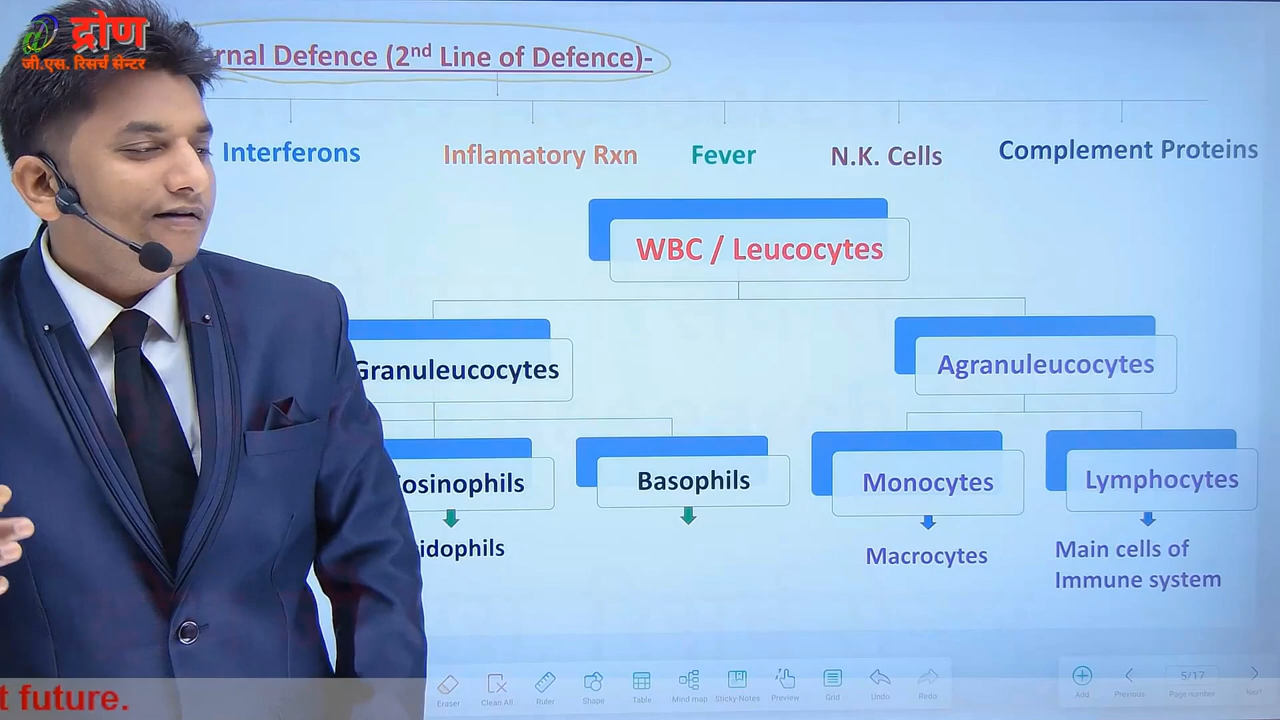 द्रोण
जी.एस. रिसर्च सेन्टर
rnal Defence (2nd Line of Defence)-
Interferons
Inflamatory Rxn
Fever
N.K. Cells
Complement Proteins
WBC / Leucocytes
Granuleucocytes
Agranuleucocytes
osinophils
Basophils
Monocytes
Lymphocytes
idophils
Macrocytes
Main cells of
Immune system
Eraser
Clean All
Ruler
Shape
Table
Mind map
Sticky-Notes
Preview
Grid
Undo
Redo
Add
Previous
5/17
Page number
Next
t future.